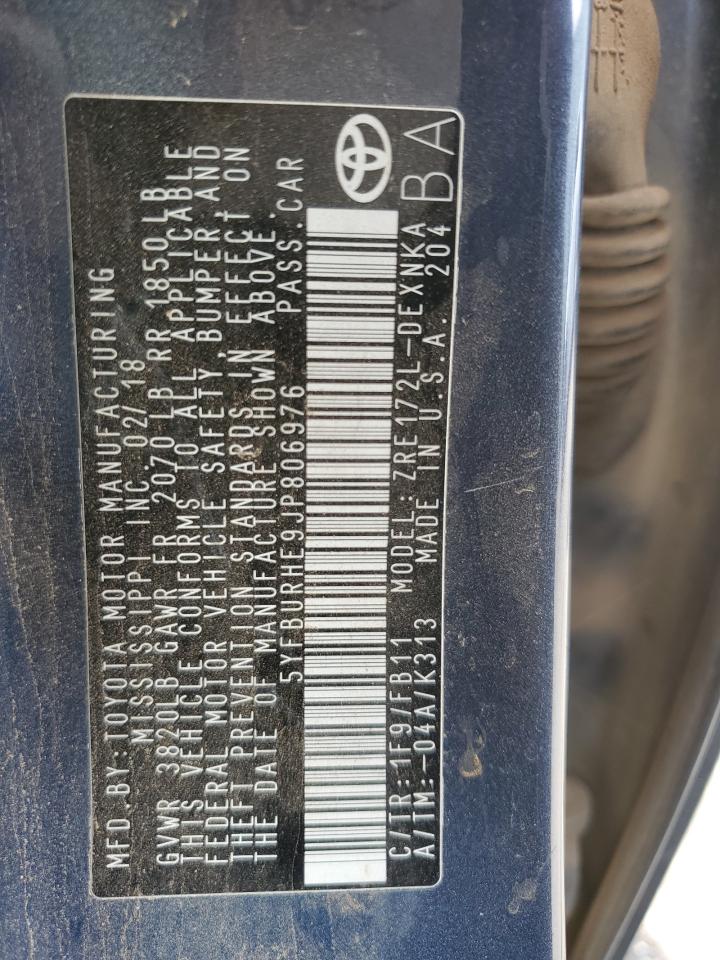 MFD.BY: TOYOTA MOTOR MANUFACTURING
MISSISSIPPI INC. 02/18
GVWR 3820LB GAWR FR 2070 LB RR 1850LB
THIS VEHICLE CONFORMS TO ALL APPLICABLE
FEDERAL MOTOR VEHICLE SAFETY, BUMPER, AND
THEFT PREVENTION STANDARDS IN EFFECT ON
THE DATE OF MANUFACTURE SHOWN ABOVE.
5YFBURHE9JP806976 PASS.CAR
C/TR: 1F9/FB11 MODEL: ZRE172L-DEXNKA
A/TM: -04A/K313 MADE IN U.S.A. 204
BA